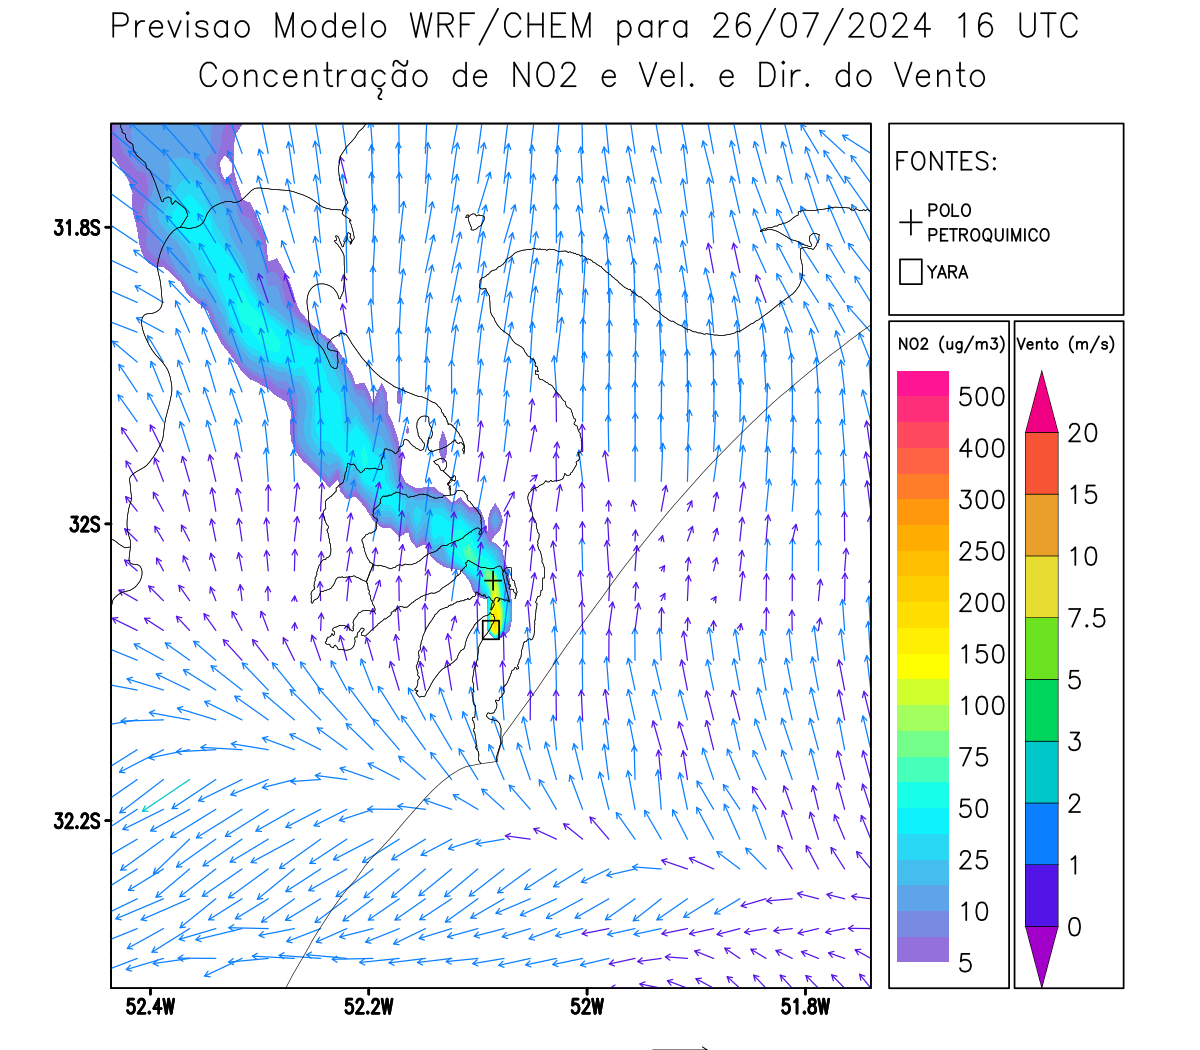 Previsao Modelo WRF/CHEM para 26/07/2024 16 UTC
Concentração de NO2 e Vel. e Dir. do Vento
FONTES:
POLO
PETROQUIMICO
YARA
NO2 (ug/m3)
500
400
300
250
200
150
100
75
50
25
10
5
Vento (m/s)
20
15
10
7.5
5
3
2
1
0
31.8S
32S
32.2S
52.4W
52.2W
52W
51.8W